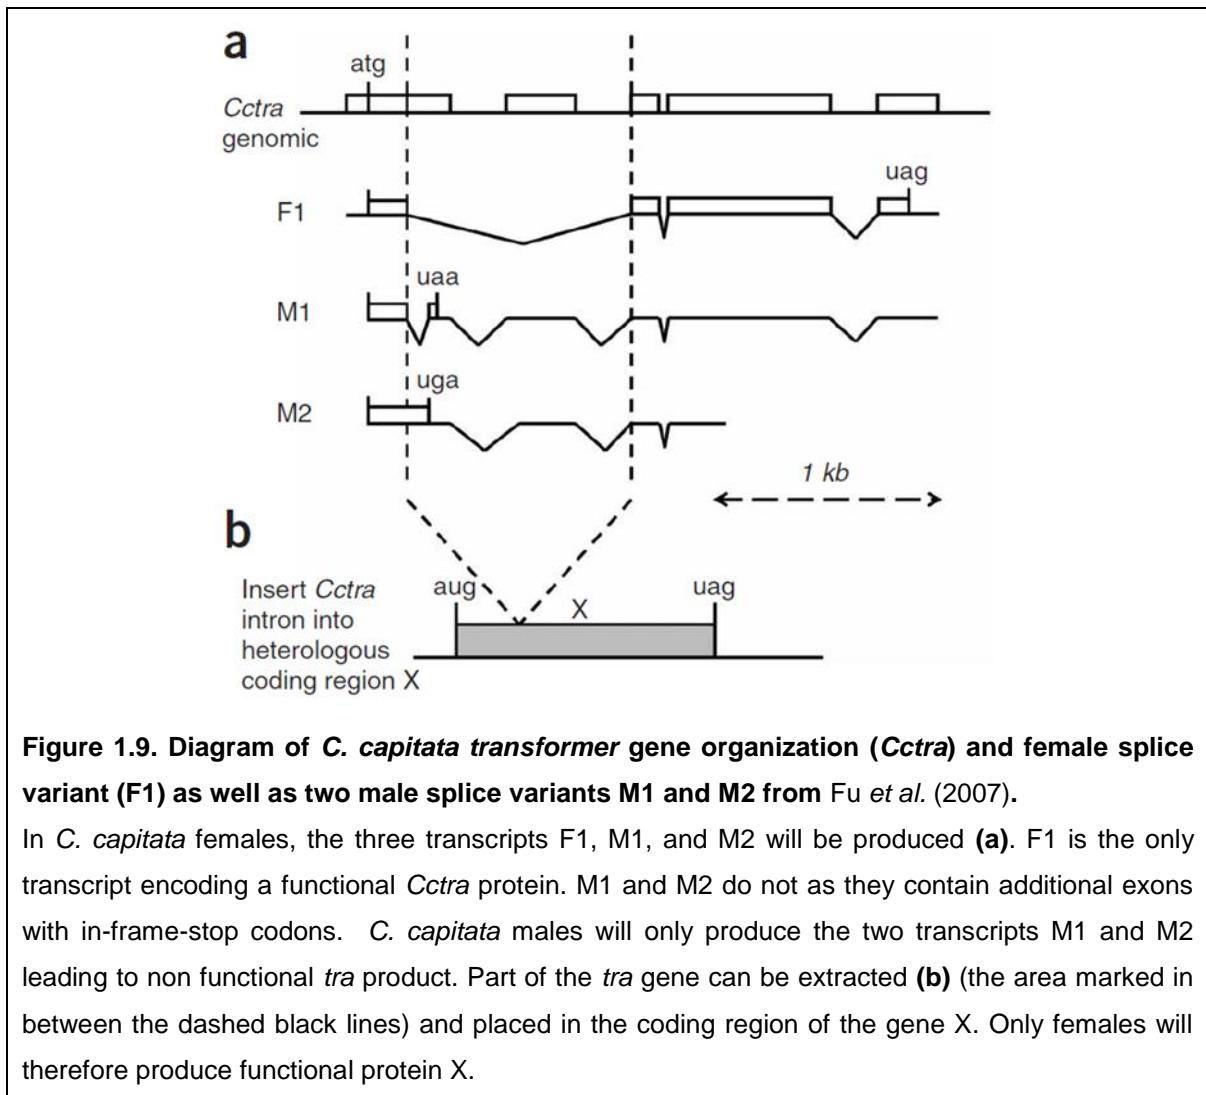 a
atg
Cctra
genomic
uag
F1
uaa
M1
uga
M2
1 kb
b
Insert Cctra
intron into
heterologous
coding region X
aug
X
uag
Figure 1.9. Diagram of C. capitata transformer gene organization (Cctra) and female splice
variant (F1) as well as two male splice variants M1 and M2 from Fu et al. (2007).
In C. capitata females, the three transcripts F1, M1, and M2 will be produced (a). F1 is the only
transcript encoding a functional Cctra protein. M1 and M2 do not as they contain additional exons
with in-frame-stop codons. C. capitata males will only produce the two transcripts M1 and M2
leading to non functional tra product. Part of the tra gene can be extracted (b) (the area marked in
between the dashed black lines) and placed in the coding region of the gene X. Only females will
therefore produce functional protein X.